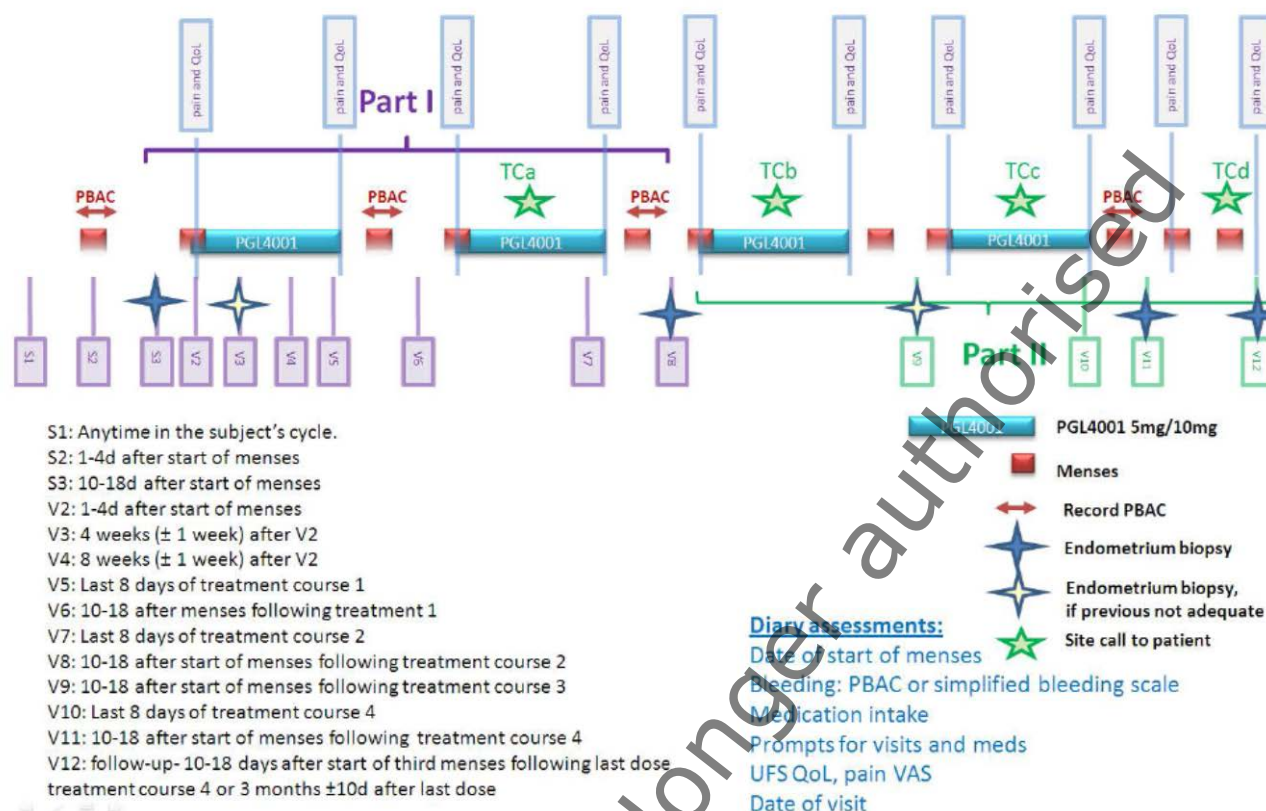 pain and QoL
pain and QoL
pain and QoL
pain and QoL
pain and QoL
pain and QoL
pain and QoL
pain and QoL
pain and QoL
pain and QoL
Part I
TCa
TCb
TCc
TCd
PBAC
PBAC
PBAC
PBAC
PGL4001
PGL4001
PGL4001
PGL4001
S1
S2
S3
V2
V3
V4
V5
V6
V7
V8
V9
V10
V11
V12
Part II
S1: Anytime in the subject's cycle.
S2: 1-4d after start of menses
S3: 10-18d after start of menses
V2: 1-4d after start of menses
V3: 4 weeks (± 1 week) after V2
V4: 8 weeks (± 1 week) after V2
V5: Last 8 days of treatment course 1
V6: 10-18 after menses following treatment 1
V7: Last 8 days of treatment course 2
V8: 10-18 after start of menses following treatment course 2
V9: 10-18 after start of menses following treatment course 3
V10: Last 8 days of treatment course 4
V11: 10-18 after start of menses following treatment course 4
V12: follow-up- 10-18 days after start of third menses following last dose
treatment course 4 or 3 months ±10d after last dose
PGL4001
PGL4001 5mg/10mg
Menses
Record PBAC
Endometrium biopsy
Endometrium biopsy,
if previous not adequate
Site call to patient
Diary assessments:
Date of start of menses
Bleeding: PBAC or simplified bleeding scale
Medication intake
Prompts for visits and meds
UFS QoL, pain VAS
Date of visit
longer authorised